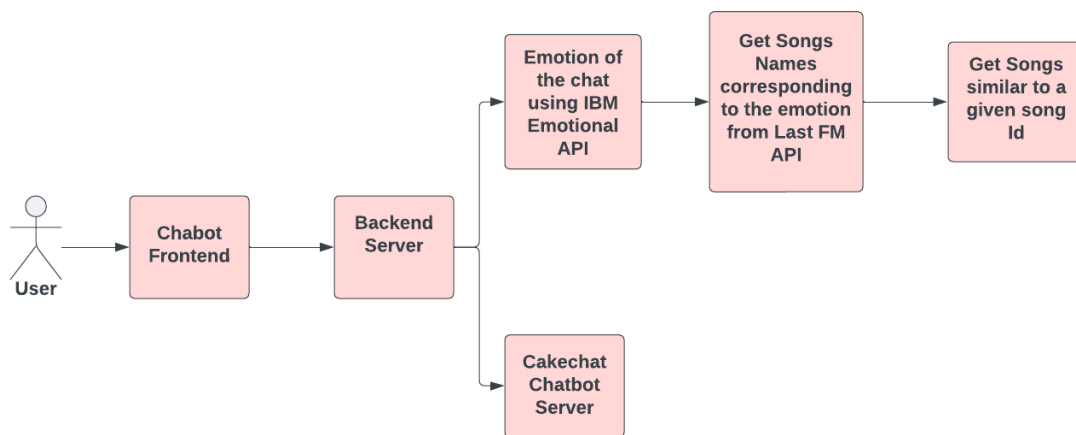 User
Chabot
Frontend
Backend
Server
Emotion of
the chat
using IBM
Emotional
API
Get Songs
Names
corresponding
to the emotion
from Last FM
API
Get Songs
similar to a
given song
Id
Cakechat
Chatbot
Server